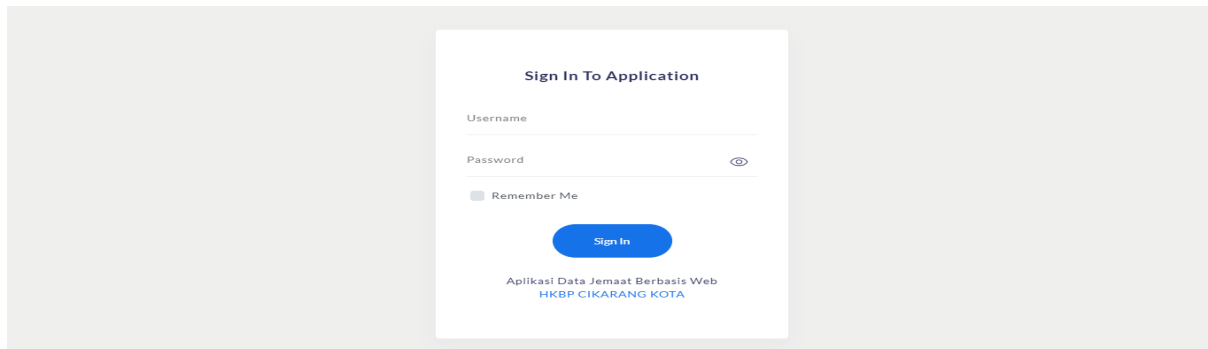 Sign In To Application
Username
Password
Remember Me
Sign In
Aplikasi Data Jemaat Berbasis Web
HKBP CIKARANG KOTA